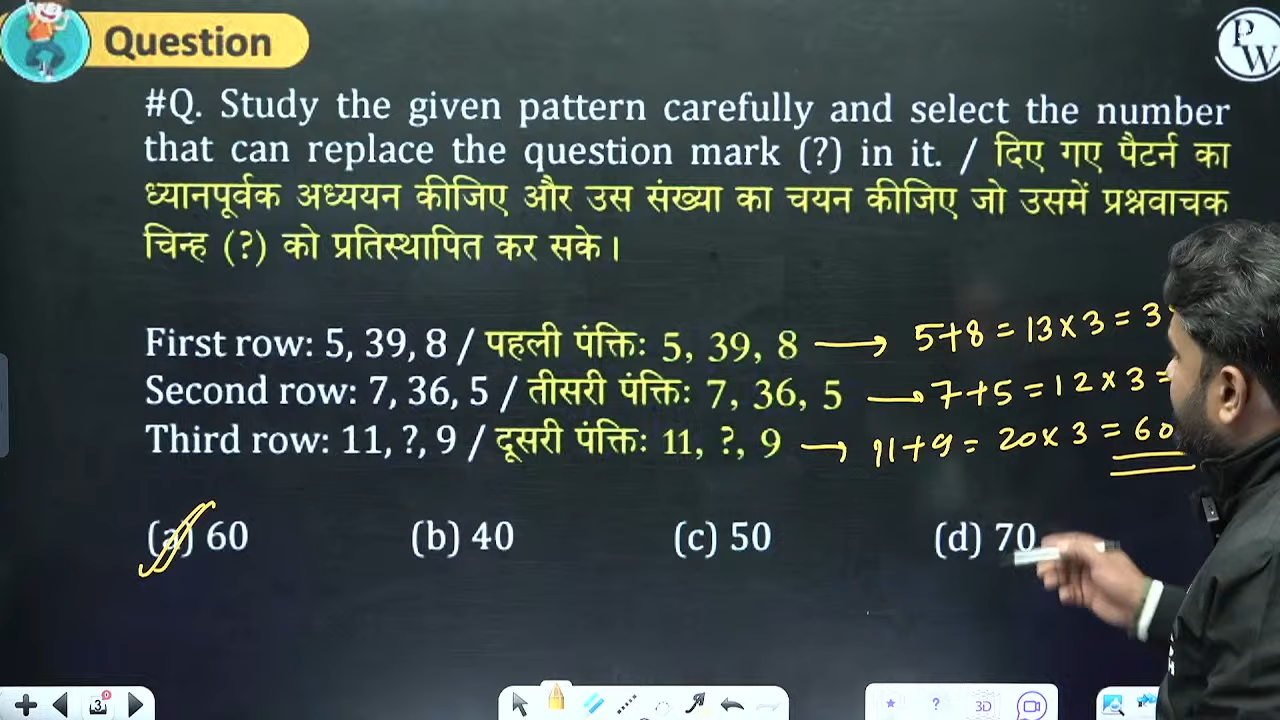 Question
PW
#Q. Study the given pattern carefully and select the number
that can replace the question mark (?) in it. / दिए गए पैटर्न का
ध्यानपूर्वक अध्ययन कीजिए और उस संख्या का चयन कीजिए जो उसमें प्रश्नवाचक
चिन्ह (?) को प्रतिस्थापित कर सके।
First row: 5, 39, 8 / पहली पंक्तिः 5, 39, 8 → 5+8 = 13×3 = 3
Second row: 7, 36, 5 / तीसरी पंक्तिः 7, 36, 5 → 7+5 = 12×3 =
Third row: 11, ?, 9 / दूसरी पंक्तिः 11, ?, 9 → 11+9 = 20×3 = 60
(a) 60 (b) 40 (c) 50 (d) 70
3 0 ? 3D